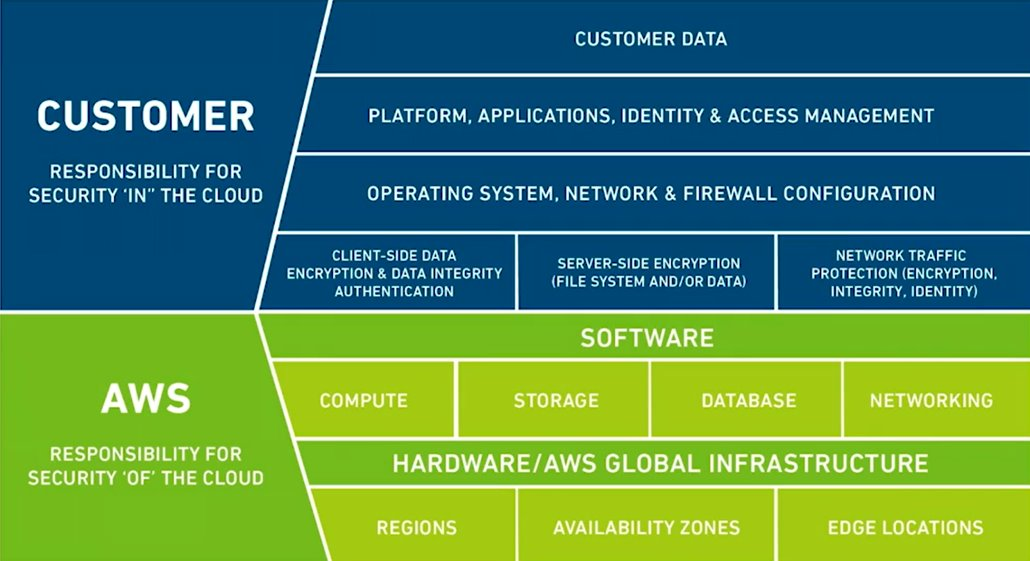 CUSTOMER DATA
CUSTOMER
RESPONSIBILITY FOR
SECURITY ‘IN” THE CLOUD
PLATFORM, APPLICATIONS, IDENTITY & ACCESS MANAGEMENT
OPERATING SYSTEM, NETWORK & FIREWALL CONFIGURATION
CLIENT-SIDE DATA
ENCRYPTION & DATA INTEGRITY
AUTHENTICATION
SERVER-SIDE ENCRYPTION
(FILE SYSTEM AND/OR DATA)
NETWORK TRAFFIC
PROTECTION (ENCRYPTION,
INTEGRITY, IDENTITY)
AWS
RESPONSIBILITY FOR
SECURITY ‘OF’ THE CLOUD
SOFTWARE
COMPUTE
STORAGE
DATABASE
NETWORKING
HARDWARE/AWS GLOBAL INFRASTRUCTURE
REGIONS
AVAILABILITY ZONES
EDGE LOCATIONS